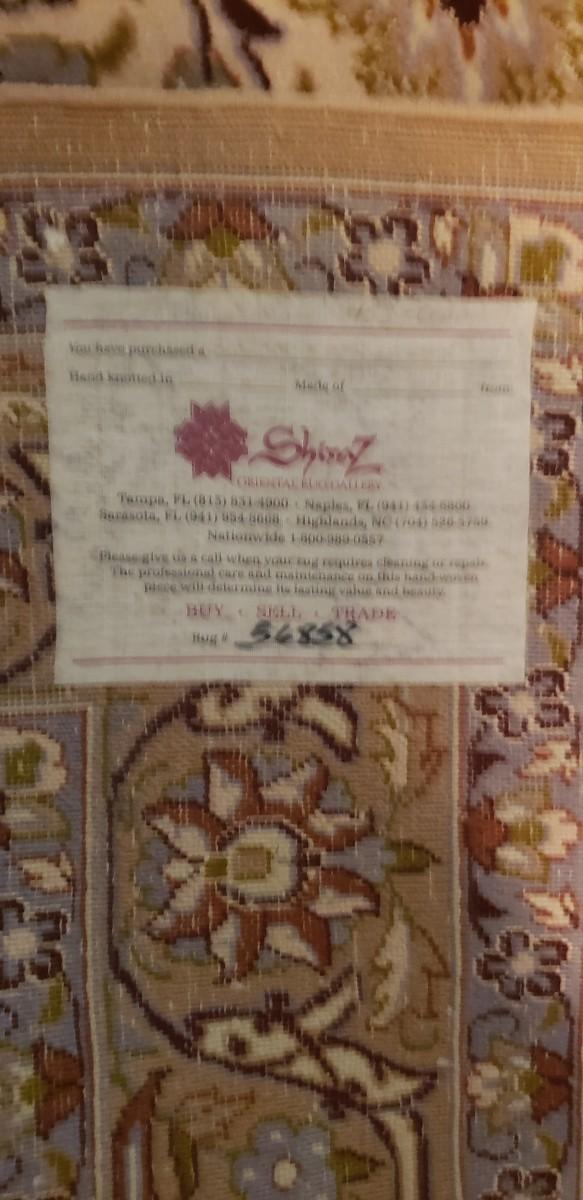 You have purchased a
Hand knotted in Made of from
Shiraz
ORIENTAL RUG GALLERY
Tampa, FL (813) 831-4900 · Naples, FL (941) 434-6800
Sarasota, FL (941) 954-8608 · Highlands, NC (704) 526-5759
Nationwide 1-800-989-0557
Please give us a call when your rug requires cleaning or repair.
The professional care and maintenance on this hand-woven
piece will determine its lasting value and beauty.
BUY · SELL · TRADE
Rug # 56858